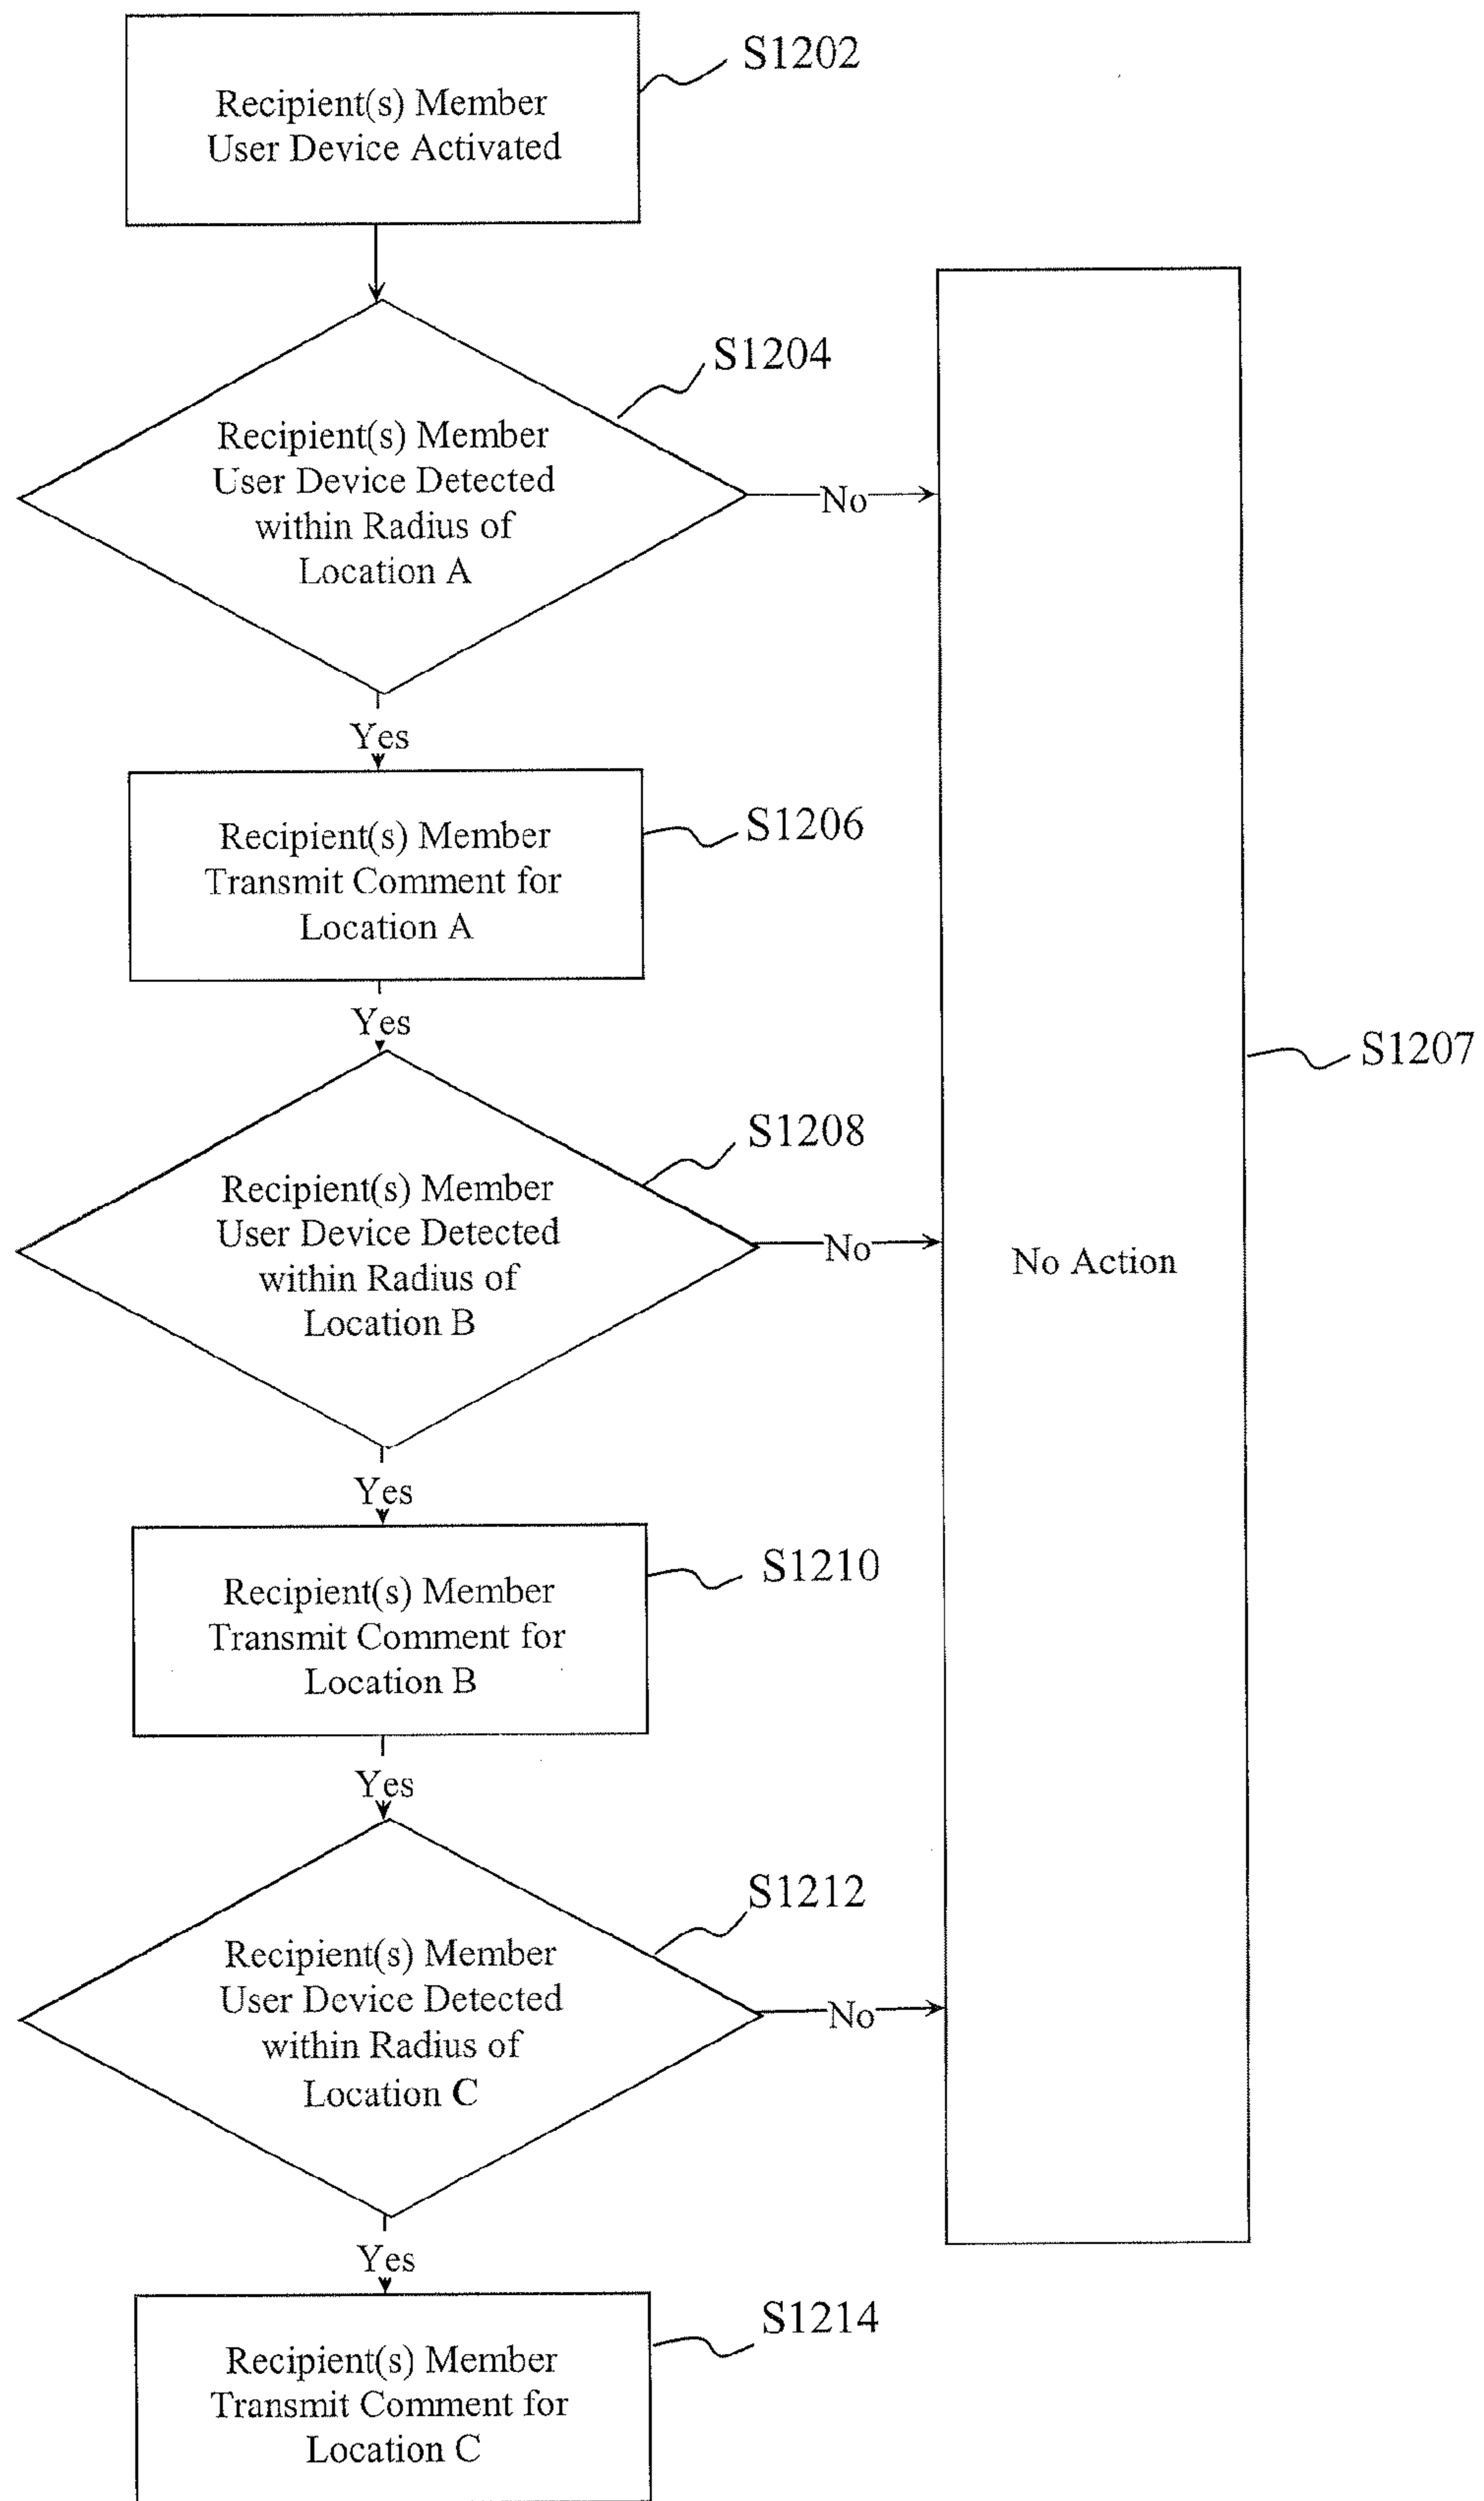 S1202
Recipient(s) Member
User Device Activated
S1204
Recipient(s) Member
User Device Detected
within Radius of
Location A
No
Yes
S1206
Recipient(s) Member
Transmit Comment for
Location A
Yes
S1207
S1208
Recipient(s) Member
User Device Detected
within Radius of
Location B
No
No Action
Yes
S1210
Recipient(s) Member
Transmit Comment for
Location B
Yes
S1212
Recipient(s) Member
User Device Detected
within Radius of
Location C
No
Yes
S1214
Recipient(s) Member
Transmit Comment for
Location C